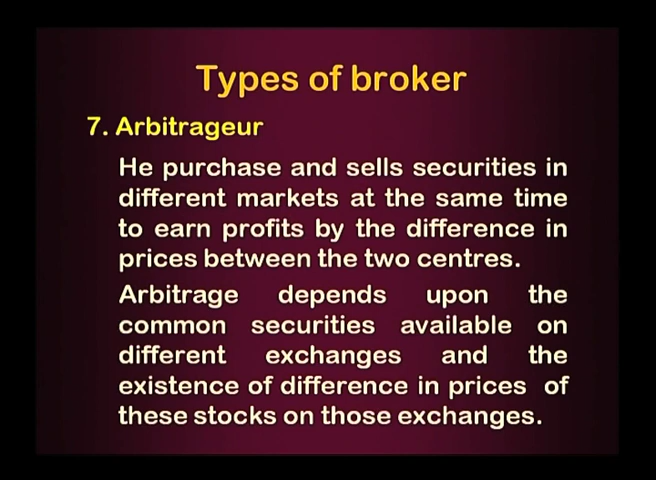 Types of broker
7. Arbitrageur
He purchase and sells securities in
different markets at the same time
to earn profits by the difference in
prices between the two centres.
Arbitrage depends upon the
common securities available on
different exchanges and the
existence of difference in prices of
these stocks on those exchanges.